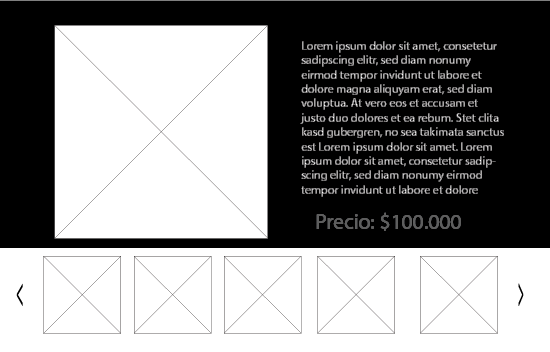 Lorem ipsum dolor sit amet, consetetur
sadipscing elitr, sed diam nonumy
eirmod tempor invidunt ut labore et
dolore magna aliquyam erat, sed diam
voluptua. At vero eos et accusam et
justo duo dolores et ea rebum. Stet clita
kasd gubergren, no sea takimata sanctus
est Lorem ipsum dolor sit amet. Lorem
ipsum dolor sit amet, consetetur sadip-
scing elitr, sed diam nonumy eirmod
tempor invidunt ut labore et dolore
Precio: $100.000